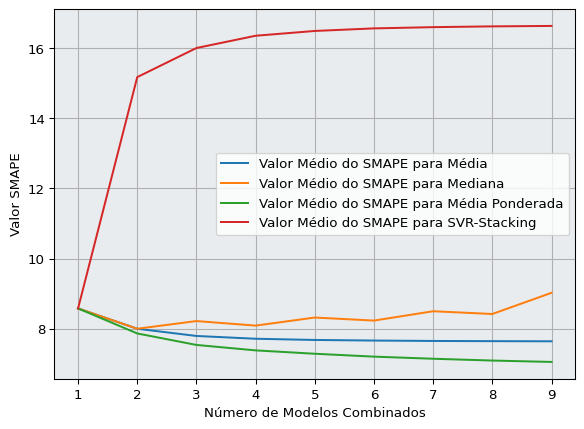 16
14
12
10
8
Valor SMAPE
Valor Médio do SMAPE para Média
Valor Médio do SMAPE para Mediana
Valor Médio do SMAPE para Média Ponderada
Valor Médio do SMAPE para SVR-Stacking
1 2 3 4 5 6 7 8 9
Número de Modelos Combinados